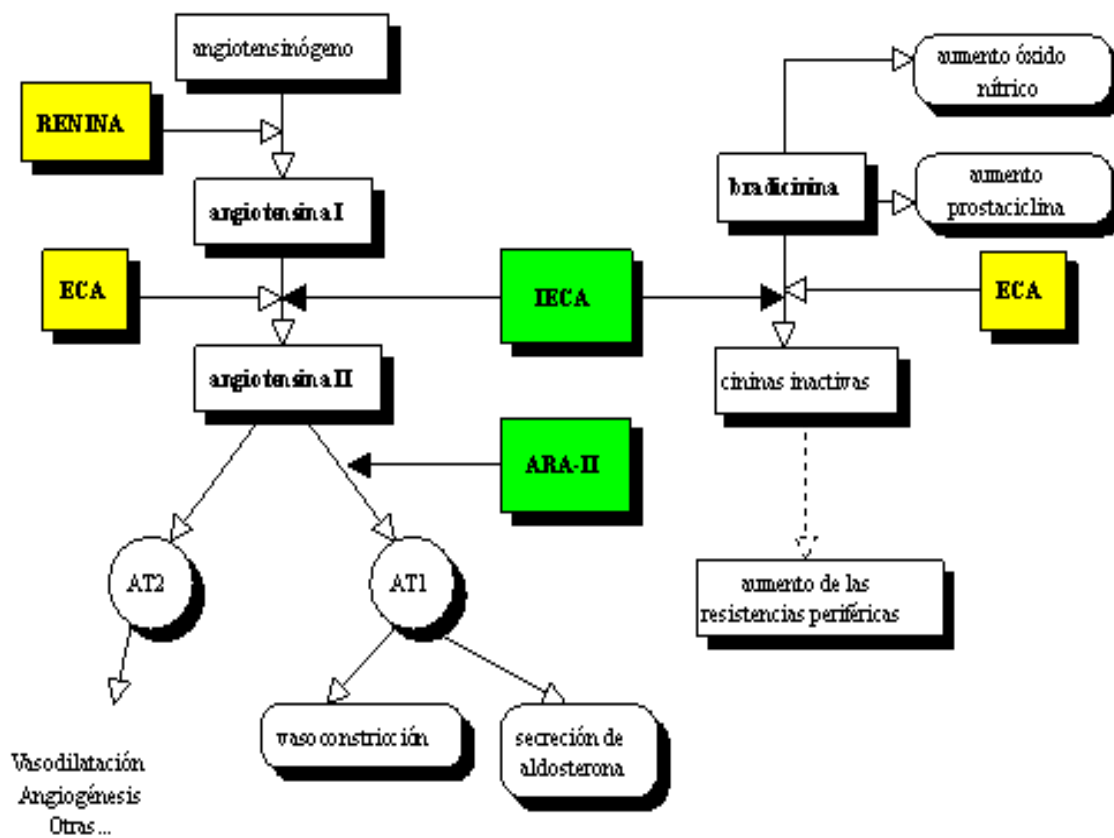 angiotensinógeno
aumento óxido
nítrico
RENINA
bradicinina
aumento
prostaciclina
angiotensina I
ECA
IECA
ECA
angiotensina II
cininas inactivas
ARA-II
AT2
AT1
aumento de las
resistencias periféricas
vasoconstricción
secreción de
aldosterona
Vasodilatación
Angiogénesis
Otras...